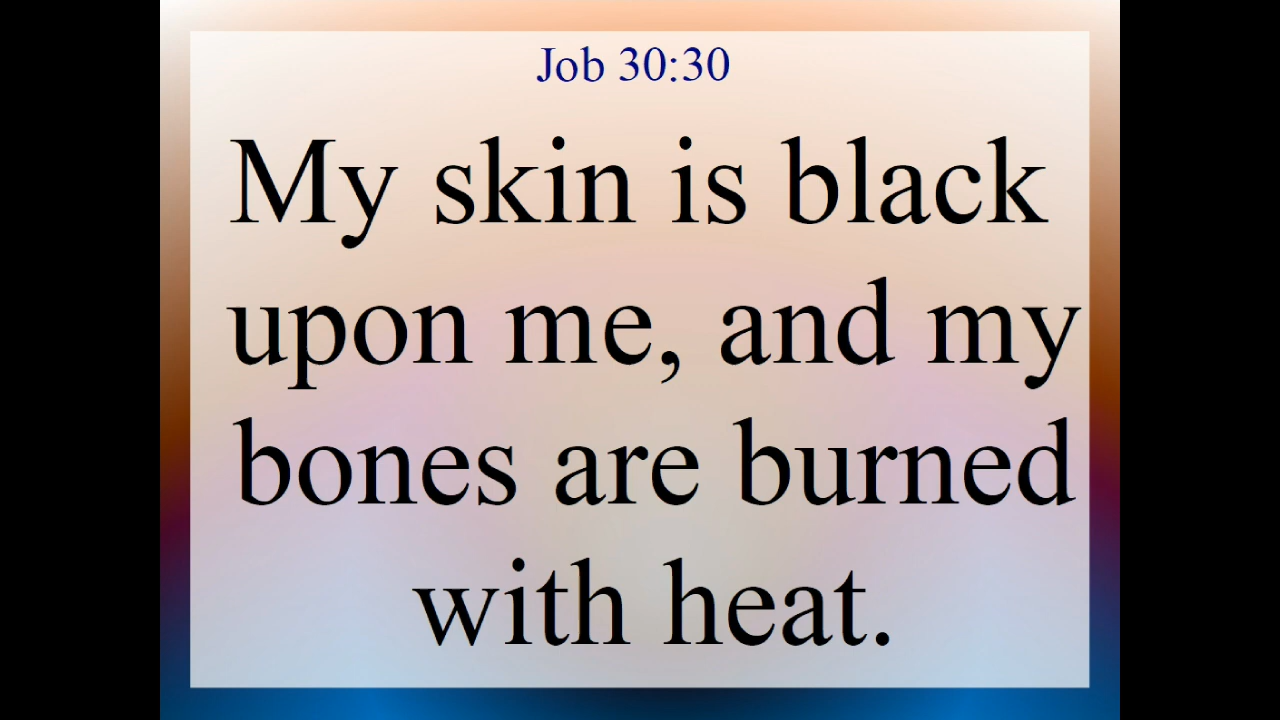 Job 30:30
My skin is black
upon me, and my
bones are burned
with heat.